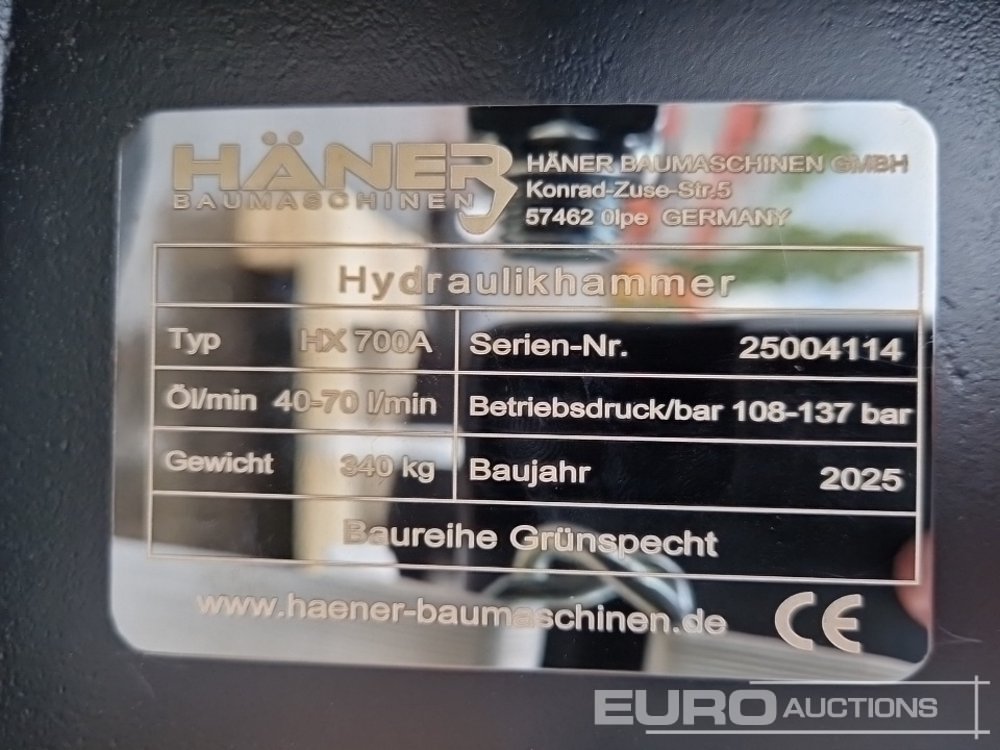 HÄNER
BAUMASCHINEN
HÄNER BAUMASCHINEN GMBH
Konrad-Zuse-Str.5
57462 Olpe GERMANY
Hydraulikhammer
Typ HX 700A Serien-Nr. 25004114
Öl/min 40-70 l/min Betriebsdruck/bar 108-137 bar
Gewicht 340 kg Baujahr 2025
Baureihe Grünspecht
www.haener-baumaschinen.de CE
EURO AUCTIONS